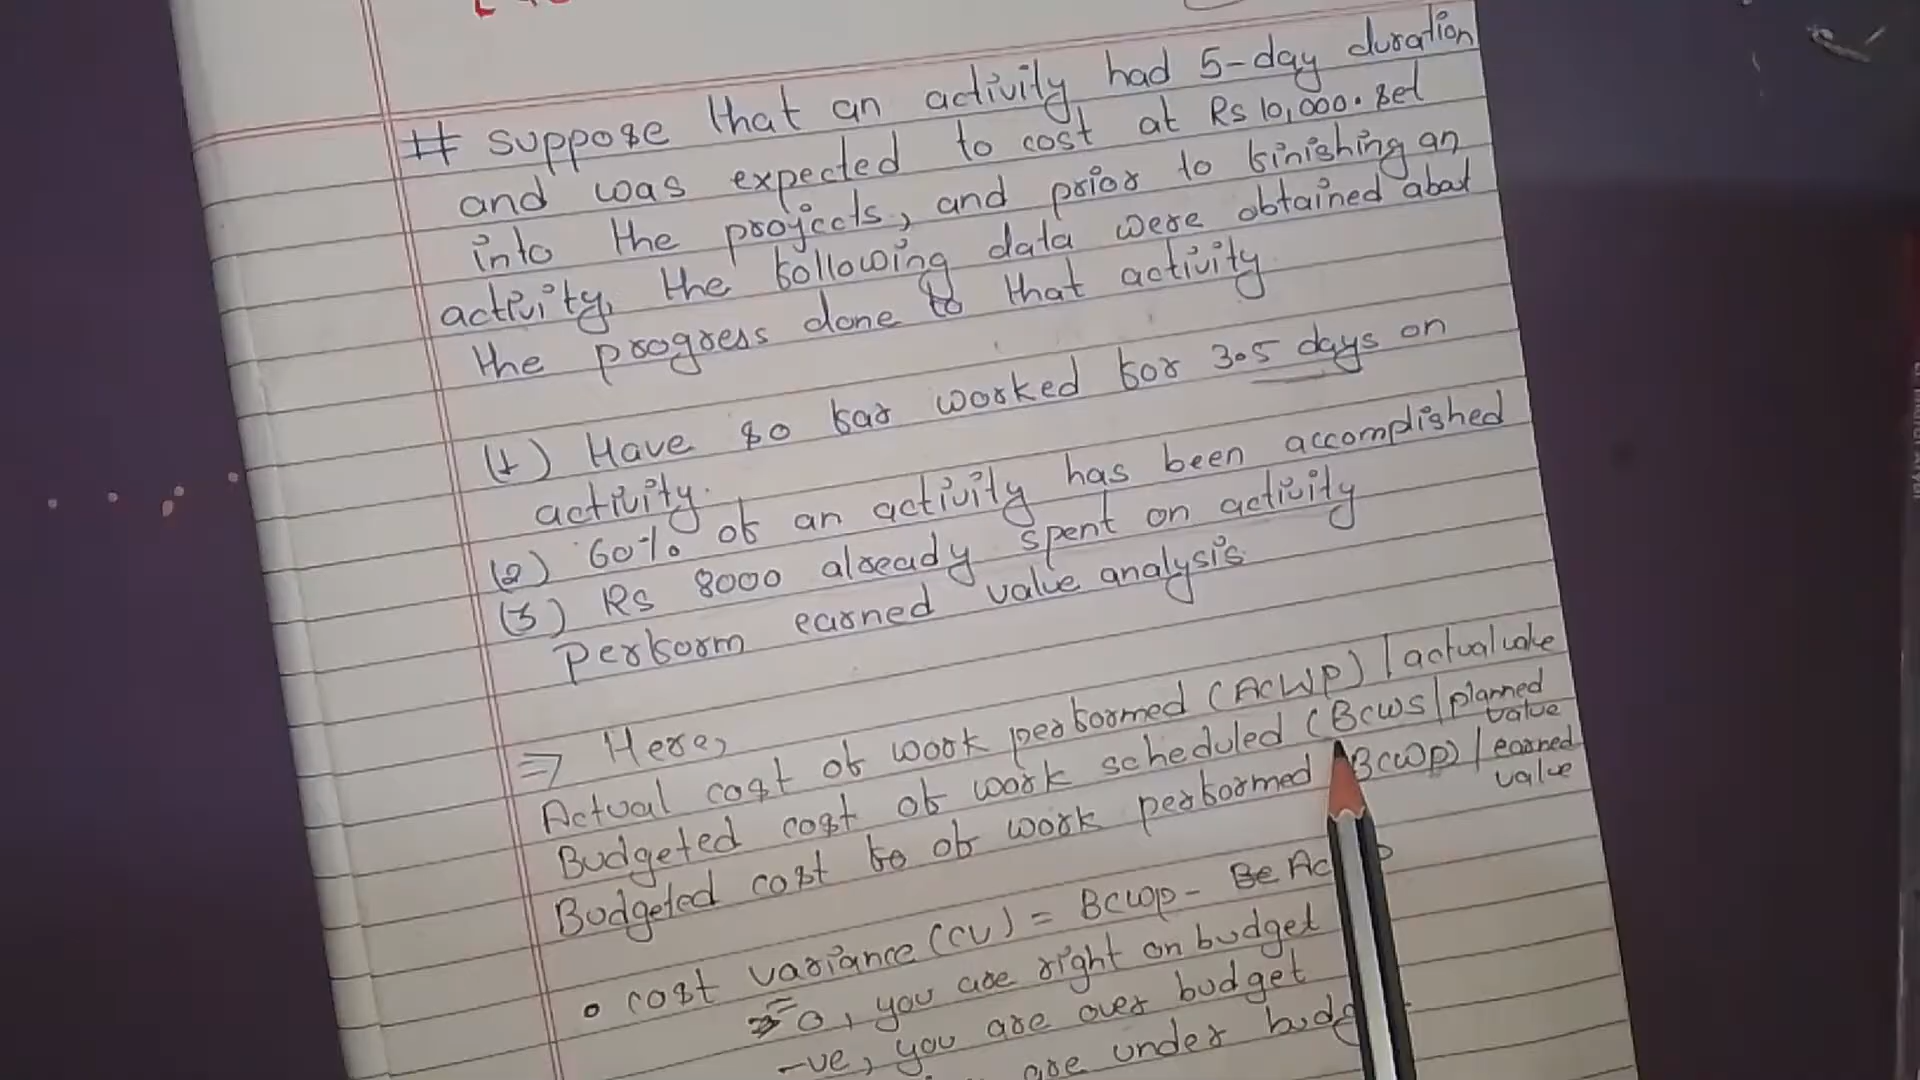 # suppose that an activity had 5-day duration
and was expected to cost at Rs 10,000. set
into the projects, and prior to finishing an
activity, the following data were obtained about
the progress done to that activity
(1) Have so far worked for 3.5 days on
activity.
(2) 60% of an activity has been accomplished
(3) Rs 8000 already spent on activity
Perform earned value analysis.
⇒ Here,
Actual cost of work performed (ACWP) / actual value
Budgeted cost of work scheduled (BCWS / planned value
Budgeted cost to of work performed (BCWP) / earned value
• cost variance (CV) = BCWP -
= 0, you are right on budget
-ve, you are over budget
are under